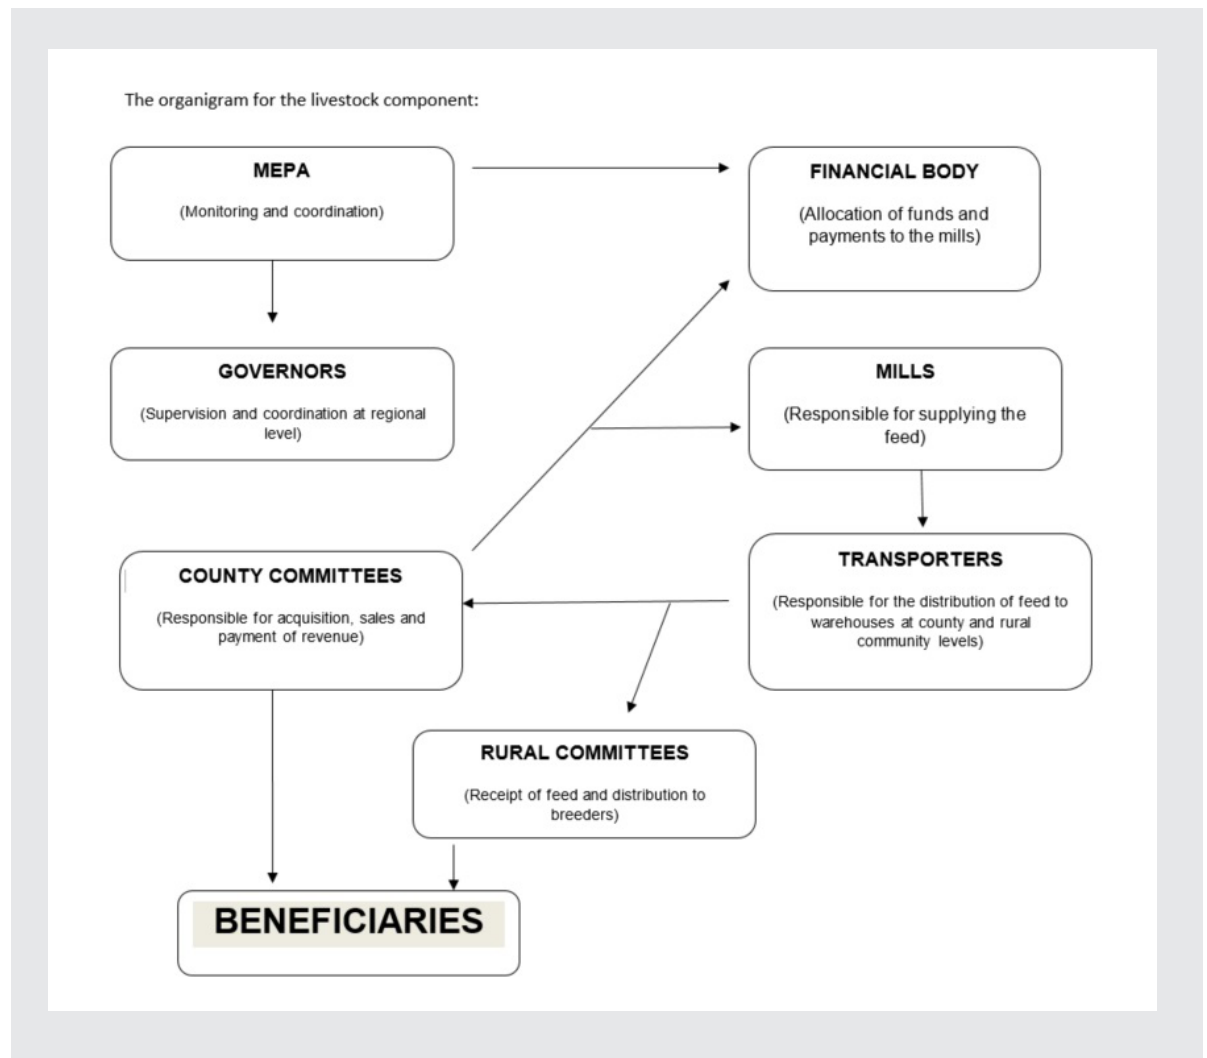 The organigram for the livestock component:
MEPA
(Monitoring and coordination)
FINANCIAL BODY
(Allocation of funds and
payments to the mills)
GOVERNORS
(Supervision and coordination at regional
level)
MILLS
(Responsible for supplying the
feed)
COUNTY COMMITTEES
(Responsible for acquisition, sales and
payment of revenue)
TRANSPORTERS
(Responsible for the distribution of feed to
warehouses at county and rural
community levels)
RURAL COMMITTEES
(Receipt of feed and distribution to
breeders)
BENEFICIARIES